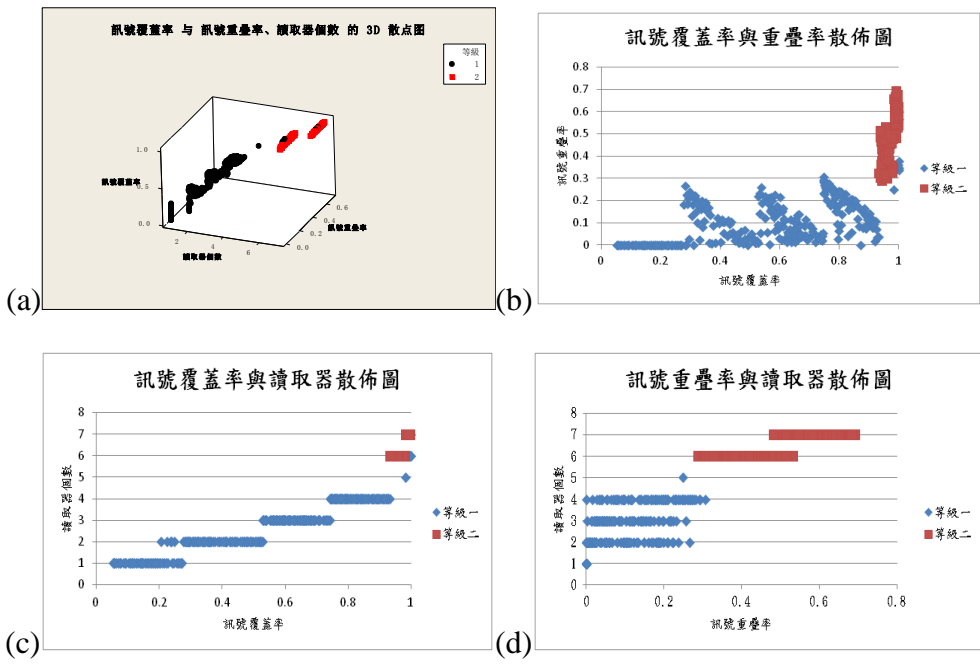 訊號覆蓋率 与 訊號重疊率、讀取器個數 的 3D 散点图
等級
1
2
1.0
訊號覆蓋率
0.5
0.0
2
4
6
讀取器個數
0.0
0.2
0.4
0.6
訊號重疊率
(a)
訊號覆蓋率與重疊率散佈圖
0.8
0.7
0.6
0.5
0.4
0.3
0.2
0.1
0
訊號重疊率
0
0.2
0.4
0.6
0.8
1
訊號覆蓋率
等級一
等級二
(b)
訊號覆蓋率與讀取器散佈圖
8
7
6
5
4
3
2
1
0
讀取器個數
0
0.2
0.4
0.6
0.8
1
訊號覆蓋率
等級一
等級二
(c)
訊號重疊率與讀取器散佈圖
8
7
6
5
4
3
2
1
0
讀取器個數
0
0.2
0.4
0.6
0.8
訊號重疊率
等級一
等級二
(d)